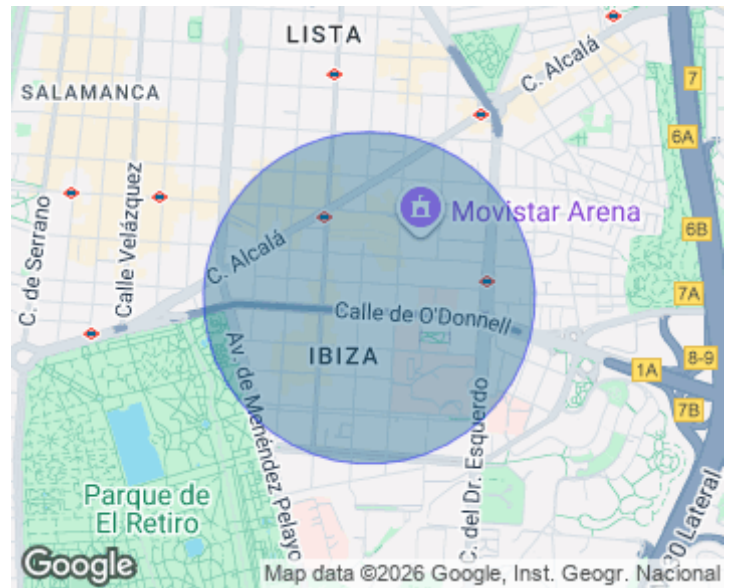 LISTA
C. Alcalá
SALAMANCA
7
6A
Calle Velázquez
C. de Serrano
Movistar Arena
6B
C. Alcalá
7A
Calle de O'Donnell
IBIZA
8-9
1A
7B
Av. de Menéndez Pelayo
C. del Dr. Esquerdo
Parque de
El Retiro
20 Lateral
Google
Map data ©2026 Google, Inst. Geogr. Nacional